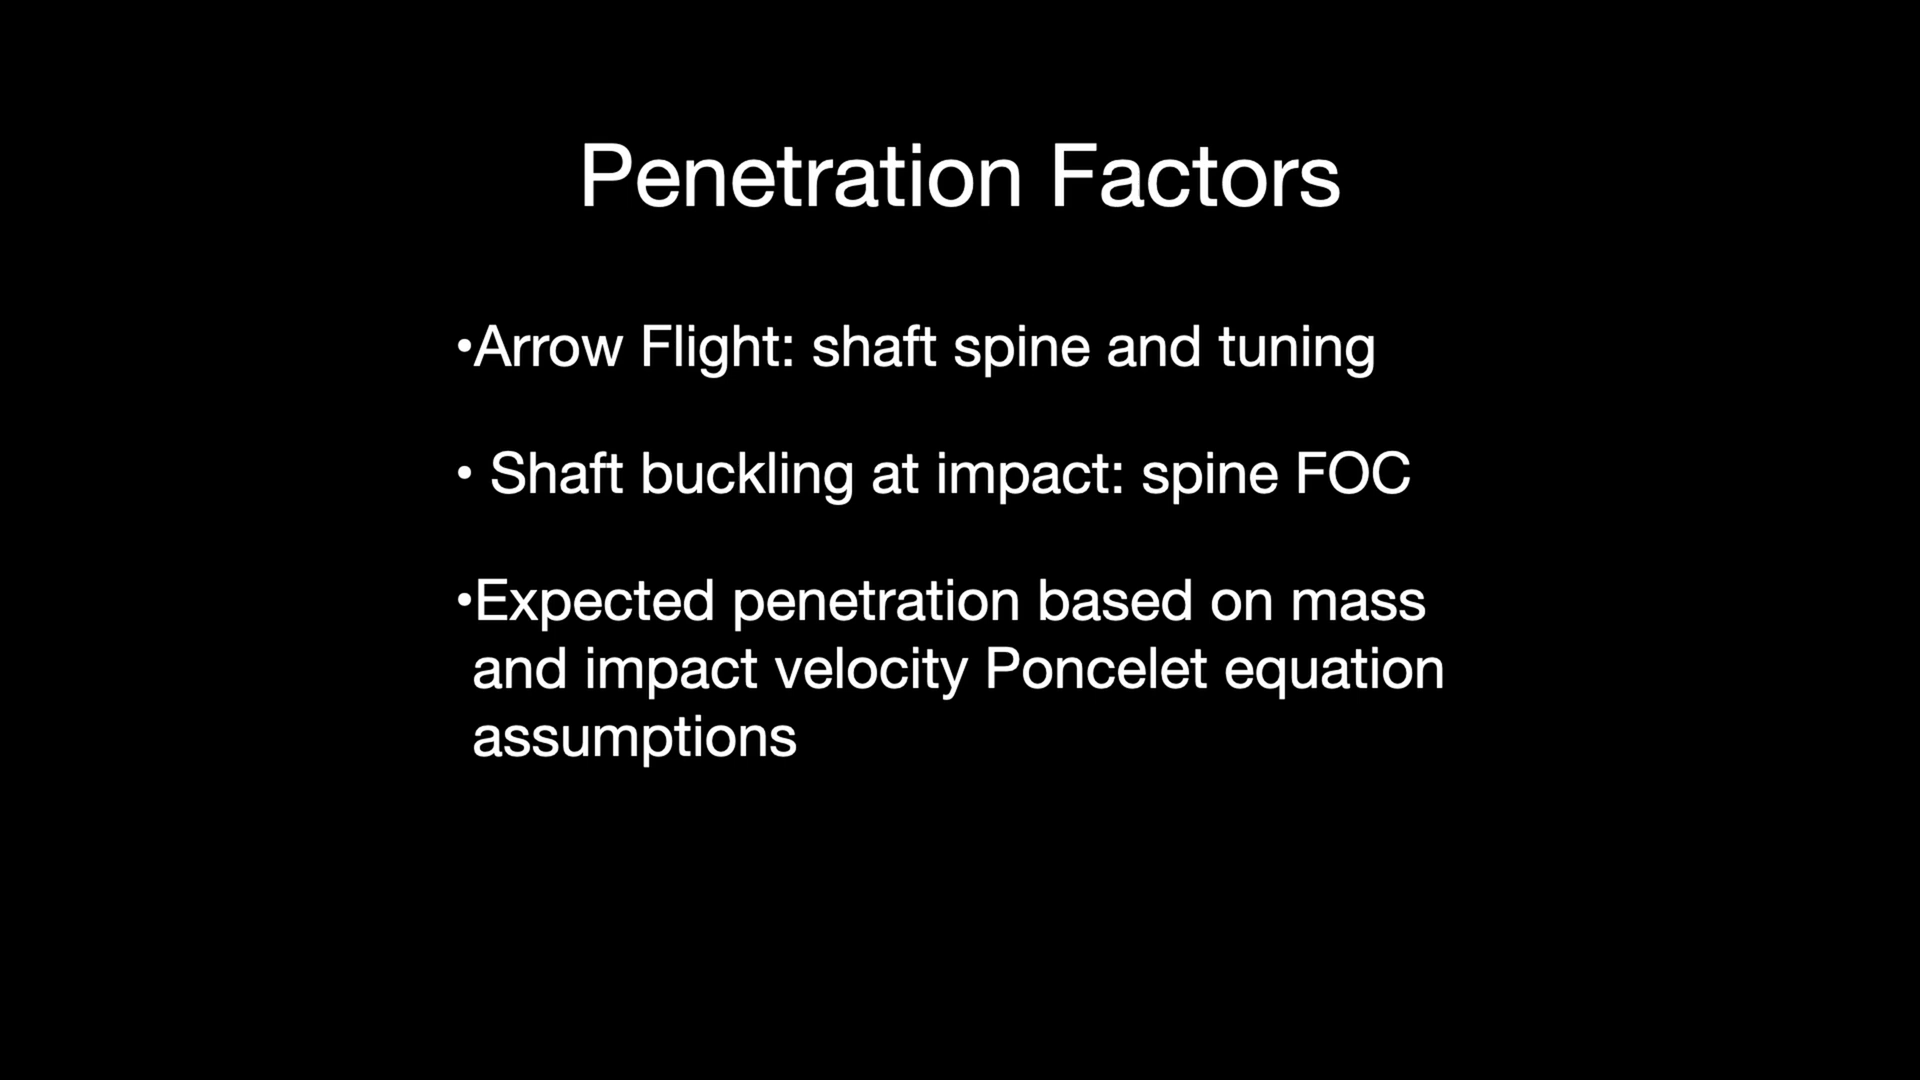 Penetration Factors
•Arrow Flight: shaft spine and tuning
• Shaft buckling at impact: spine FOC
•Expected penetration based on mass
and impact velocity Poncelet equation
assumptions